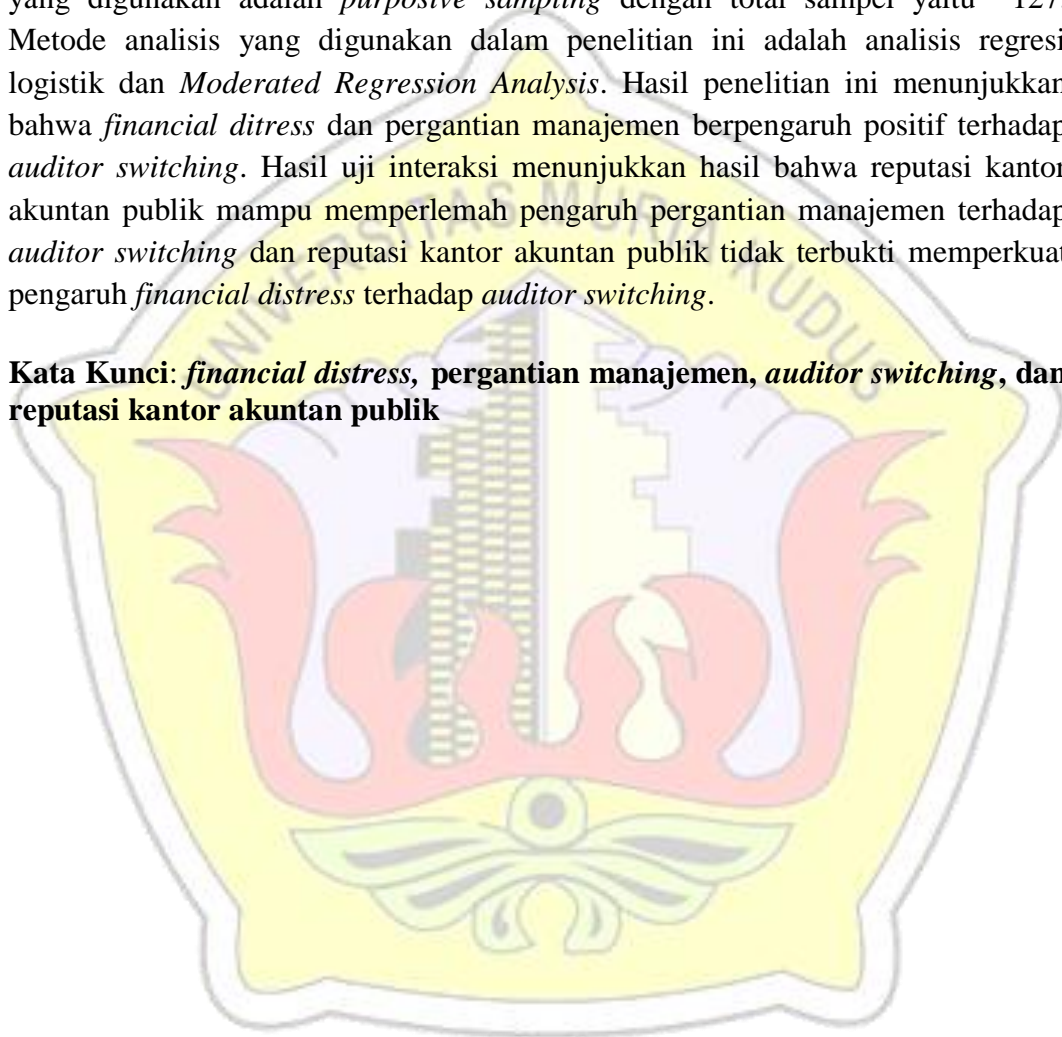 yang digunakan adalah purposive sampling dengan total sampel yaitu 127.
Metode analisis yang digunakan dalam penelitian ini adalah analisis regresi
logistik dan Moderated Regression Analysis. Hasil penelitian ini menunjukkan
bahwa financial ditress dan pergantian manajemen berpengaruh positif terhadap
auditor switching. Hasil uji interaksi menunjukkan hasil bahwa reputasi kantor
akuntan publik mampu memperlemah pengaruh pergantian manajemen terhadap
auditor switching dan reputasi kantor akuntan publik tidak terbukti memperkuat
pengaruh financial distress terhadap auditor switching.
Kata Kunci: financial distress, pergantian manajemen, auditor switching, dan
reputasi kantor akuntan publik
UNIVERSITAS MURIA KUDUS